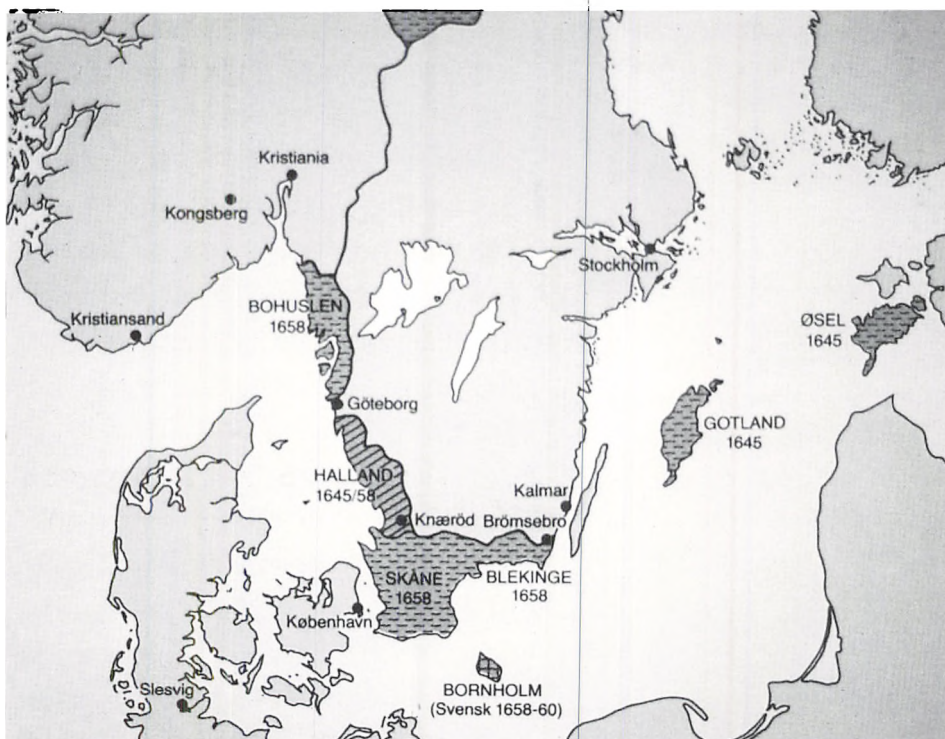 Kristiania
Kongsberg
Stockholm
BOHUSLEN
1658
Kristiansand
ØSEL
1645
Göteborg
GOTLAND
1645
HALLAND
1645/58
Kalmar
Knæröd
Brömsebro
SKÅNE
1658
BLEKINGE
1658
København
Slesvig
BORNHOLM
(Svensk 1658-60)